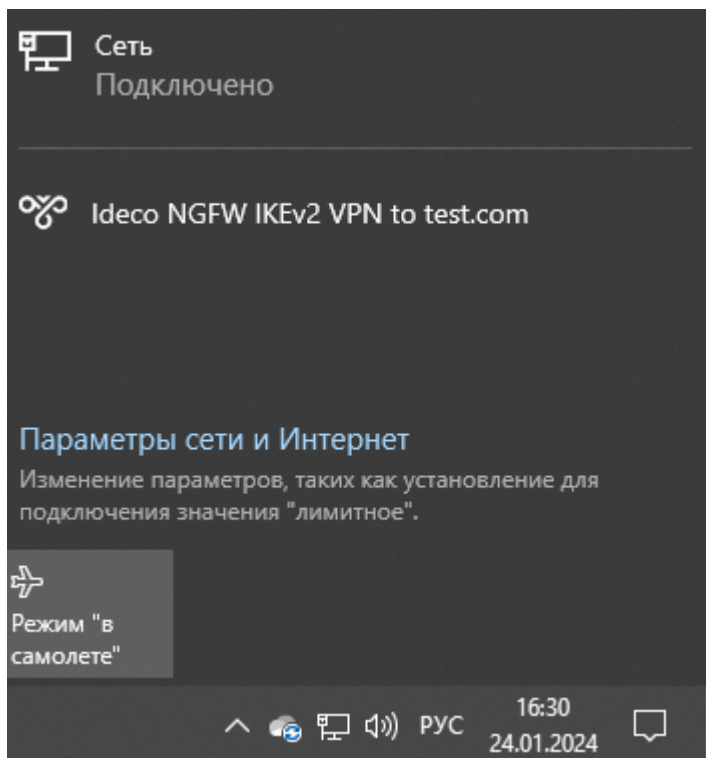 Сеть
Подключено
Ideco NGFW IKEv2 VPN to test.com
Параметры сети и Интернет
Изменение параметров, таких как установление для
подключения значения "лимитное".
Режим "в
самолете"
РУС
16:30
24.01.2024